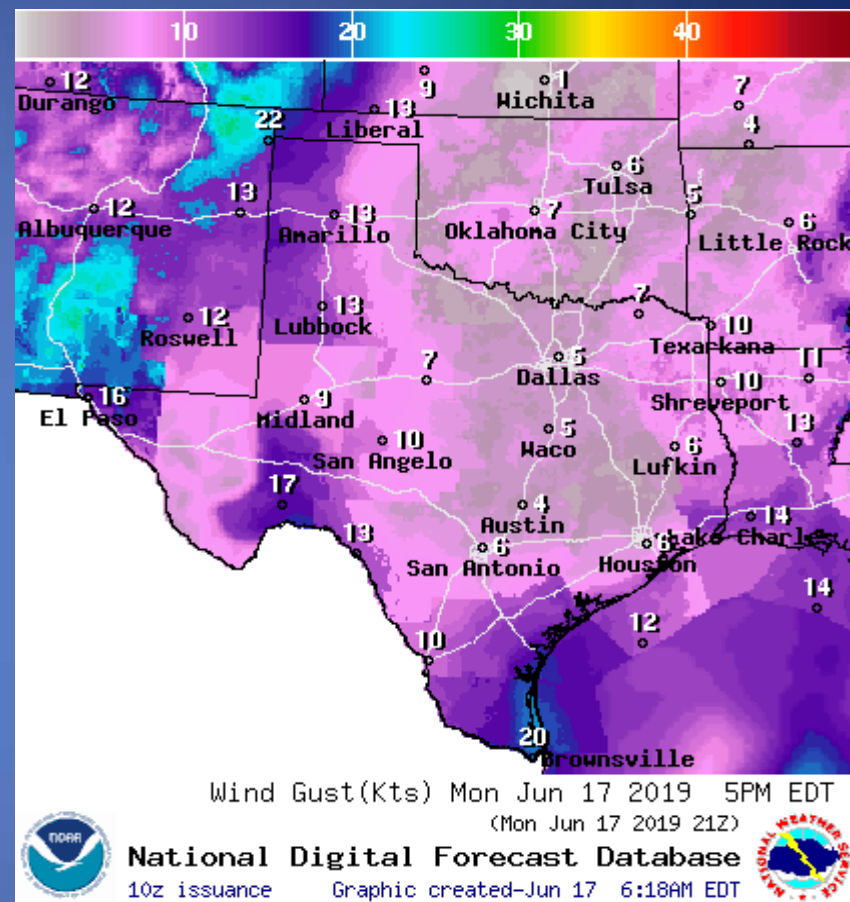 10 20 30 40
12 9 1 7
Durango Wichita
13
Liberal
22 4
6
Tulsa
12 13 13 7 5 6
Albuquerque Amarillo Oklahoma City Little Rock
12 13 7 10
Roswell Lubbock Texarkana
7 5 11
Dallas
16 9 10
El Paso Midland Shreveport
10 5 6 13
San Angelo Waco Lufkin
17 4 14
Austin Lake Charles
13 6 6
San Antonio Houston
14
12
10
20
Brownsville
Wind Gust(Kts) Mon Jun 17 2019 5PM EDT
(Mon Jun 17 2019 21Z)
National Digital Forecast Database
10z issuance Graphic created-Jun 17 6:18AM EDT
NOAA
NATIONAL WEATHER SERVICE